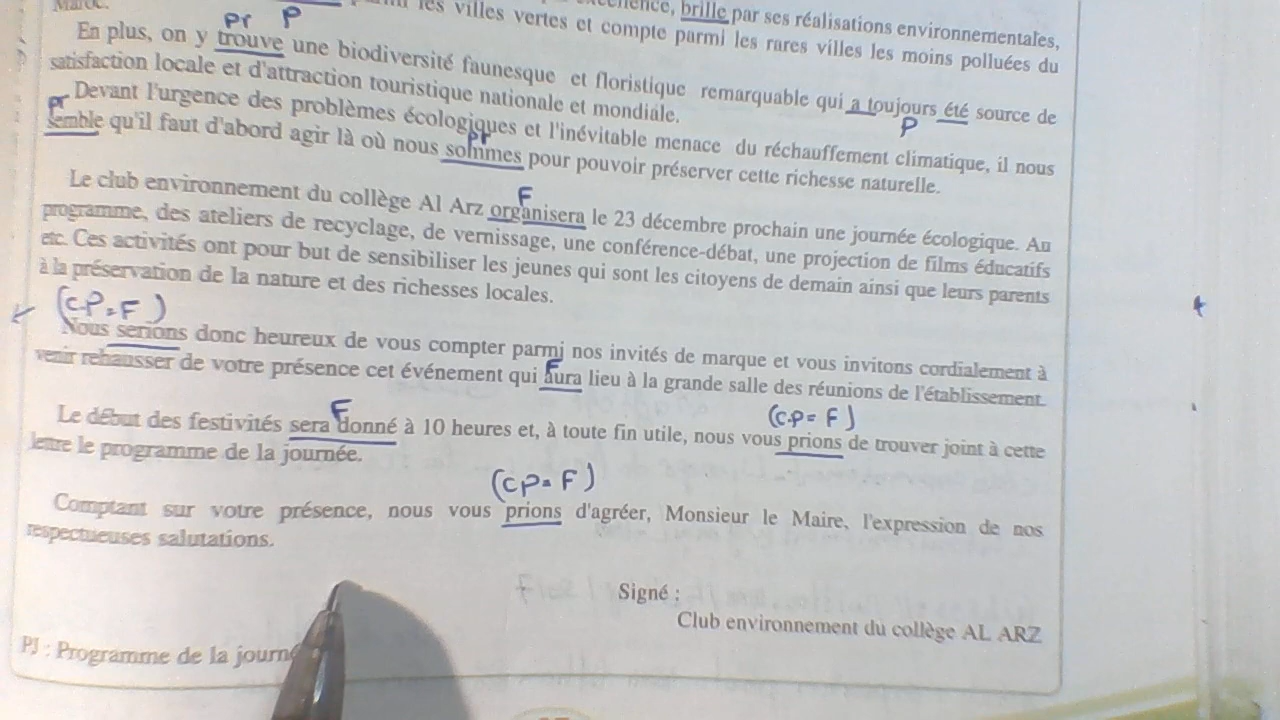 Maroc.
les villes vertes et compte parmi les rares villes les moins polluées du
brille par ses réalisations environnementales,
pr P
En plus, on y trouve une biodiversité faunesque et floristique remarquable qui a toujours été source de
satisfaction locale et d'attraction touristique nationale et mondiale.
P
pr
Devant l'urgence des problèmes écologiques et l'inévitable menace du réchauffement climatique, il nous
pr
semble qu'il faut d'abord agir là où nous sommes pour pouvoir préserver cette richesse naturelle.
F
Le club environnement du collège Al Arz organisera le 23 décembre prochain une journée écologique. Au
programme, des ateliers de recyclage, de vernissage, une conférence-débat, une projection de films éducatifs
etc. Ces activités ont pour but de sensibiliser les jeunes qui sont les citoyens de demain ainsi que leurs parents
à la préservation de la nature et des richesses locales.
(CP=F)
Nous serions donc heureux de vous compter parmi nos invités de marque et vous invitons cordialement à
F
venir rehausser de votre présence cet événement qui aura lieu à la grande salle des réunions de l'établissement.
F (C.P=F)
Le début des festivités sera donné à 10 heures et, à toute fin utile, nous vous prions de trouver joint à cette
lettre le programme de la journée.
(CP=F)
Comptant sur votre présence, nous vous prions d'agréer, Monsieur le Maire, l'expression de nos
respectueuses salutations.
Signé :
Club environnement du collège AL ARZ
PJ : Programme de la journé